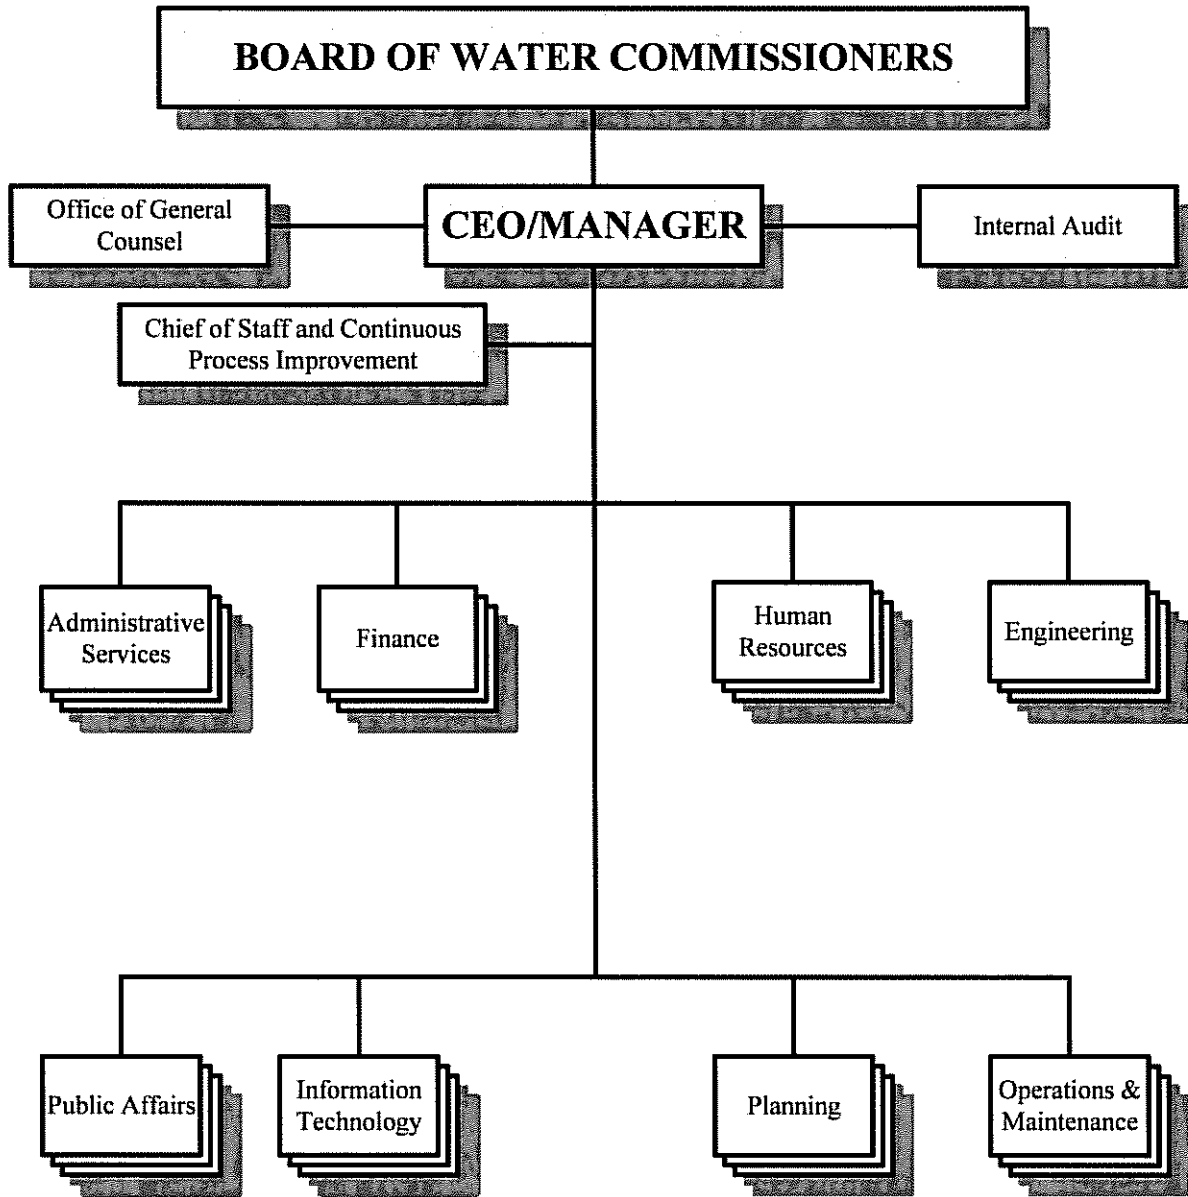 BOARD OF WATER COMMISSIONERS
Office of General
Counsel
CEO/MANAGER
Internal Audit
Chief of Staff and Continuous
Process Improvement
Administrative
Services
Finance
Human
Resources
Engineering
Public Affairs
Information
Technology
Planning
Operations &
Maintenance